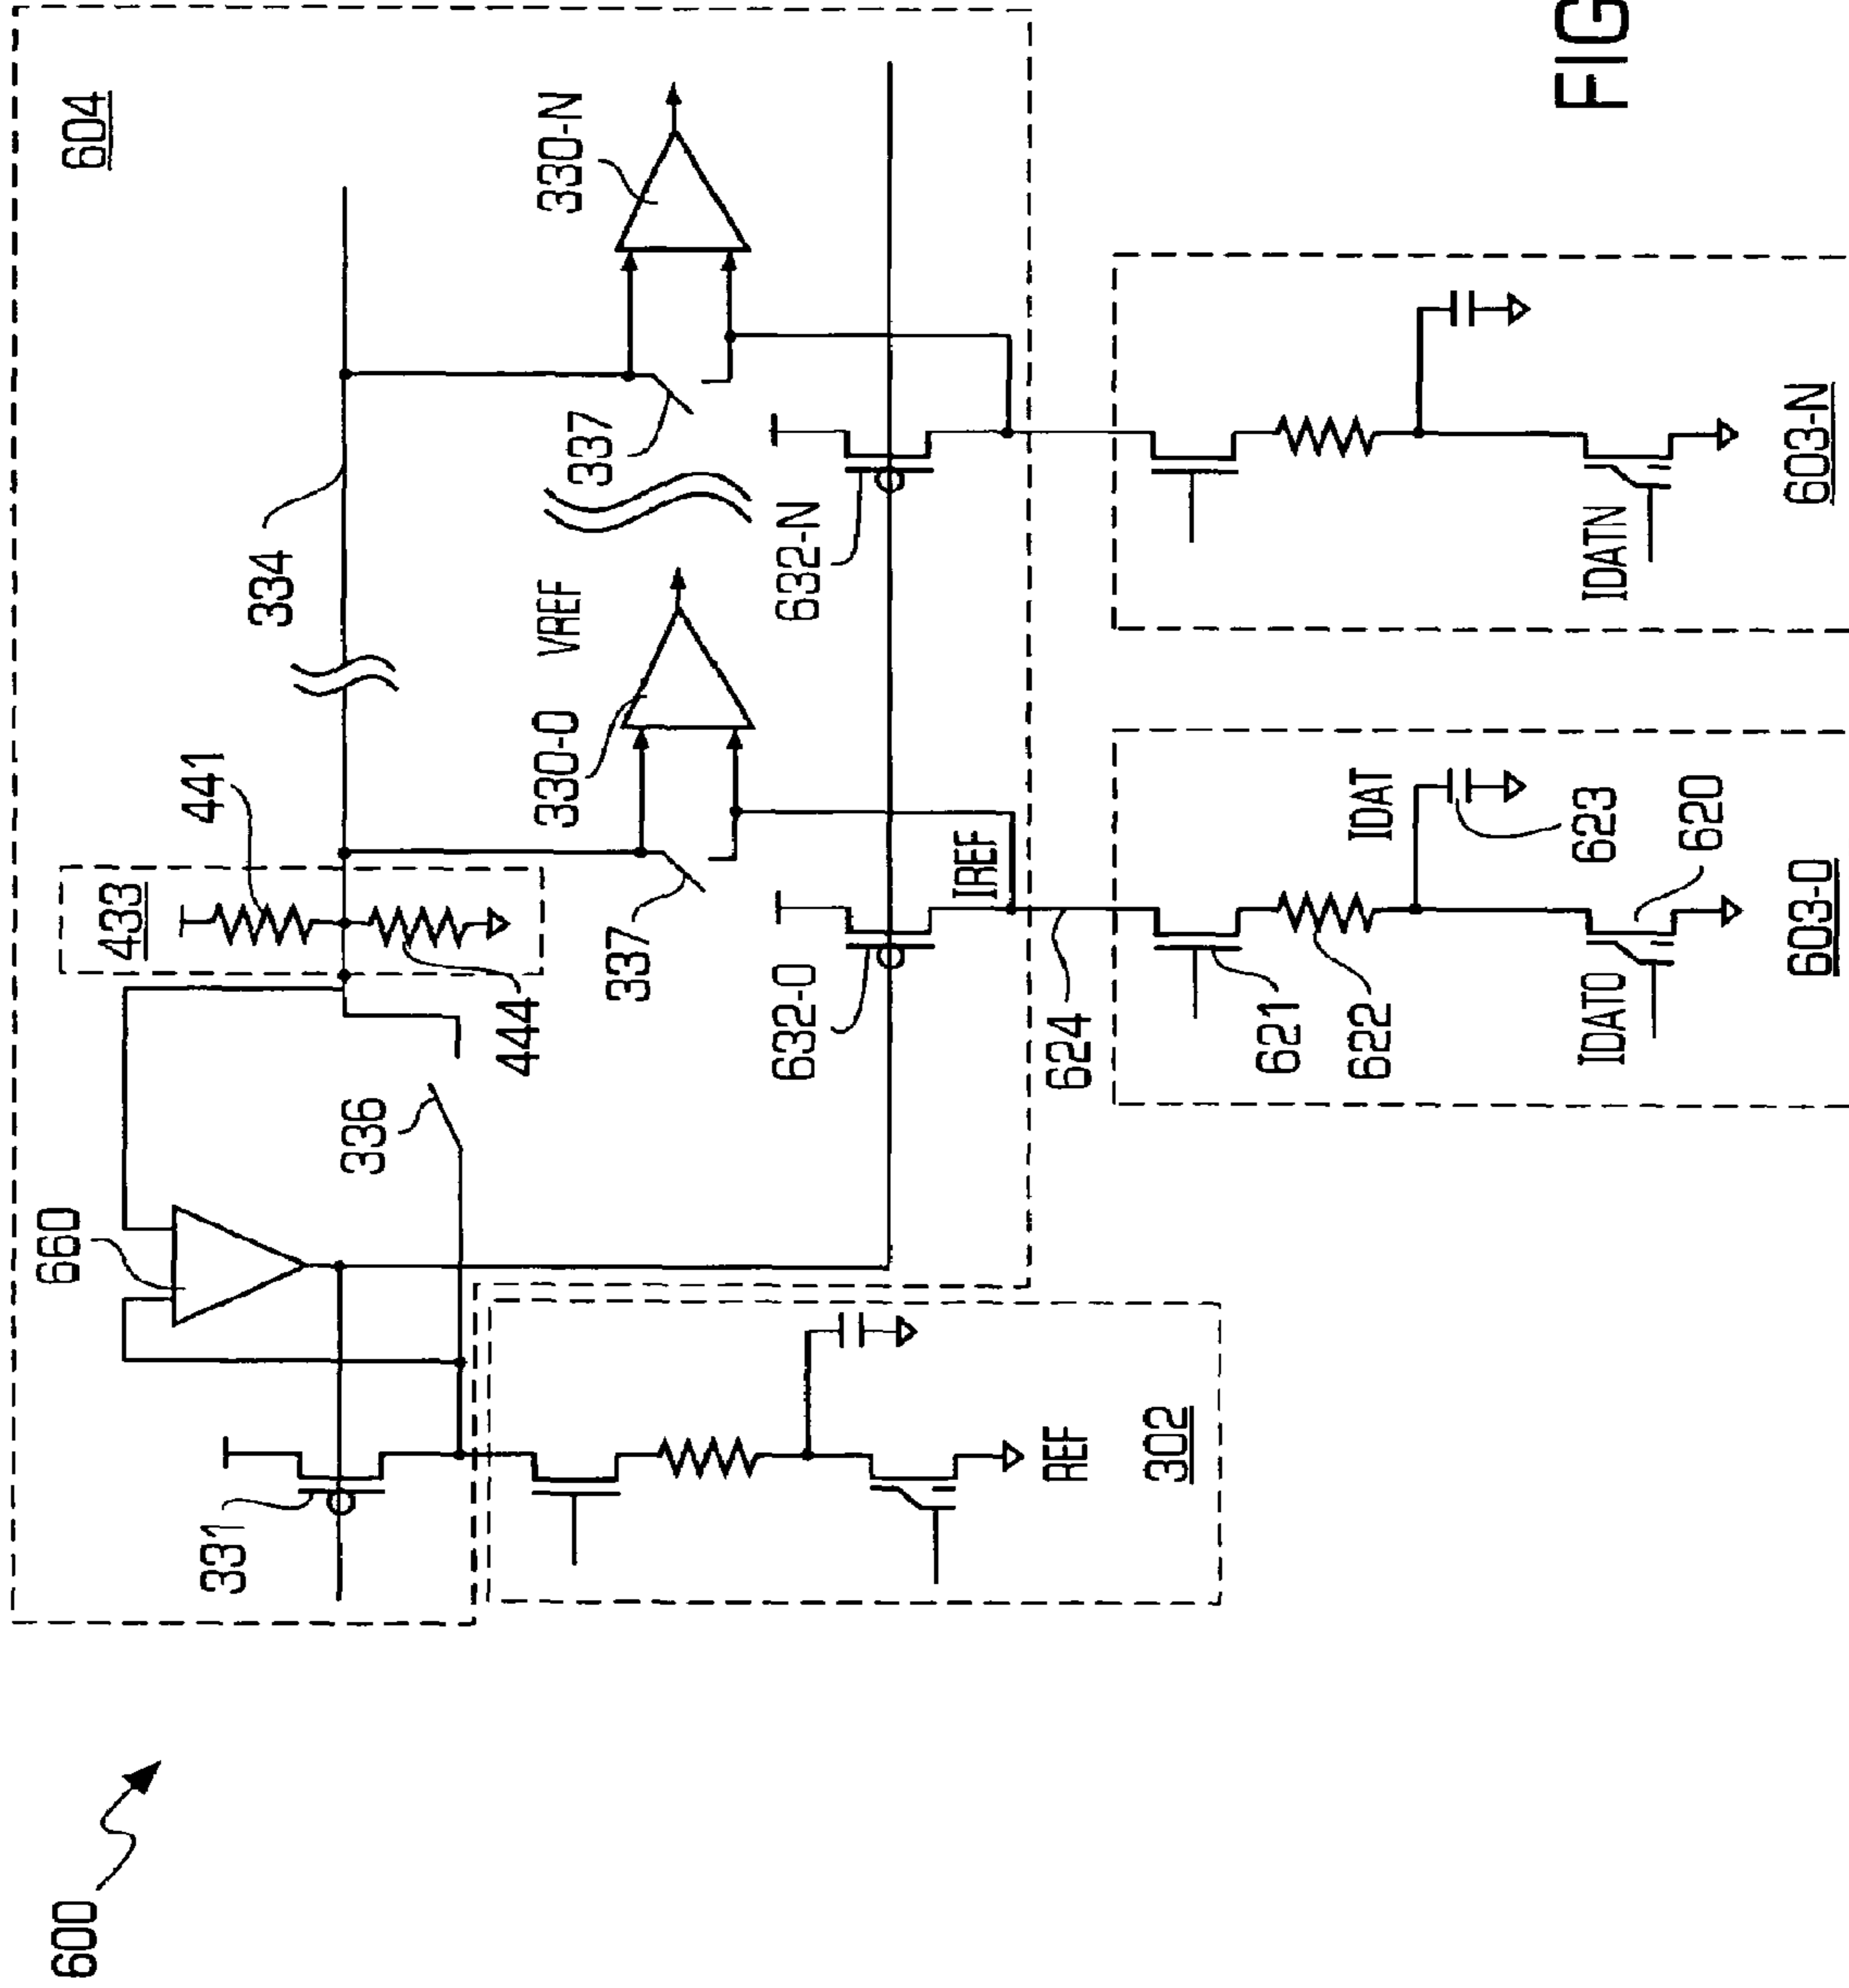 600
604
660
433
441
334
330-N
331
336
444
337
330-0
VREF
337
632-0
IREF
632-N
302
REF
624
621
622
IDAT
623
620
IDAT0
603-0
IDATN
603-N
FIG